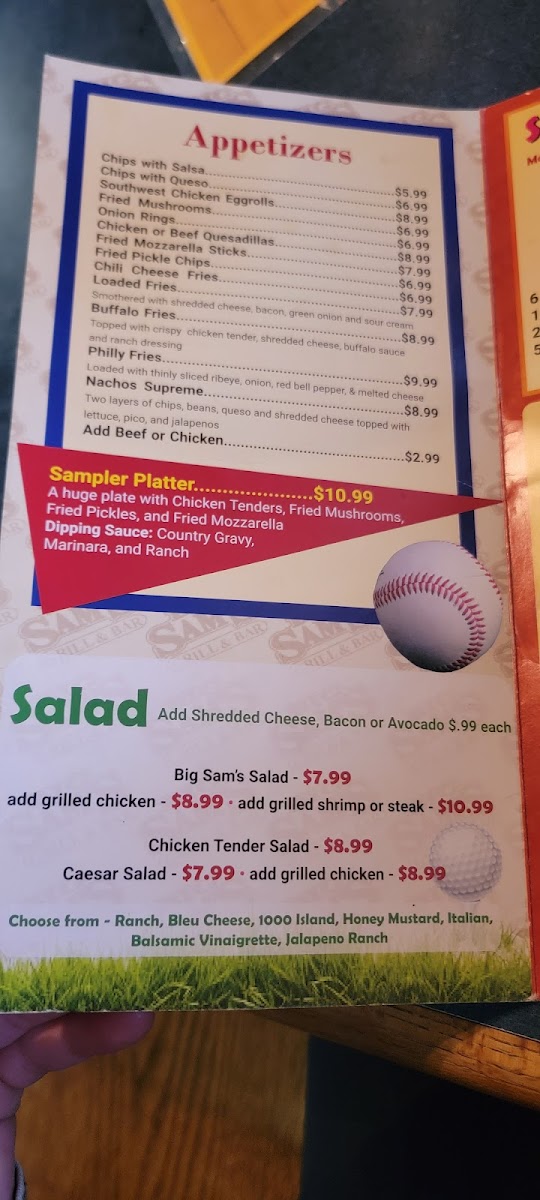 Appetizers
Chips with Salsa...$5.99
Chips with Queso...$6.99
Southwest Chicken Eggrolls...$8.99
Fried Mushrooms...$6.99
Onion Rings...$6.99
Chicken or Beef Quesadillas...$8.99
Fried Mozzarella Sticks...$7.99
Fried Pickle Chips...$6.99
Chili Cheese Fries...$6.99
Loaded Fries...$7.99
Smothered with shredded cheese, bacon, green onion and sour cream
Buffalo Fries...$8.99
Topped with crispy chicken tender, shredded cheese, buffalo sauce
and ranch dressing
Philly Fries...$9.99
Loaded with thinly sliced ribeye, onion, red bell pepper, & melted cheese
Nachos Supreme...$8.99
Two layers of chips, beans, queso and shredded cheese topped with
lettuce, pico, and jalapenos
Add Beef or Chicken...$2.99
Sampler Platter...$10.99
A huge plate with Chicken Tenders, Fried Mushrooms,
Fried Pickles, and Fried Mozzarella
Dipping Sauce: Country Gravy,
Marinara, and Ranch
Salad Add Shredded Cheese, Bacon or Avocado $.99 each
Big Sam's Salad - $7.99
add grilled chicken - $8.99 • add grilled shrimp or steak - $10.99
Chicken Tender Salad - $8.99
Caesar Salad - $7.99 • add grilled chicken - $8.99
Choose from - Ranch, Bleu Cheese, 1000 Island, Honey Mustard, Italian,
Balsamic Vinaigrette, Jalapeno Ranch